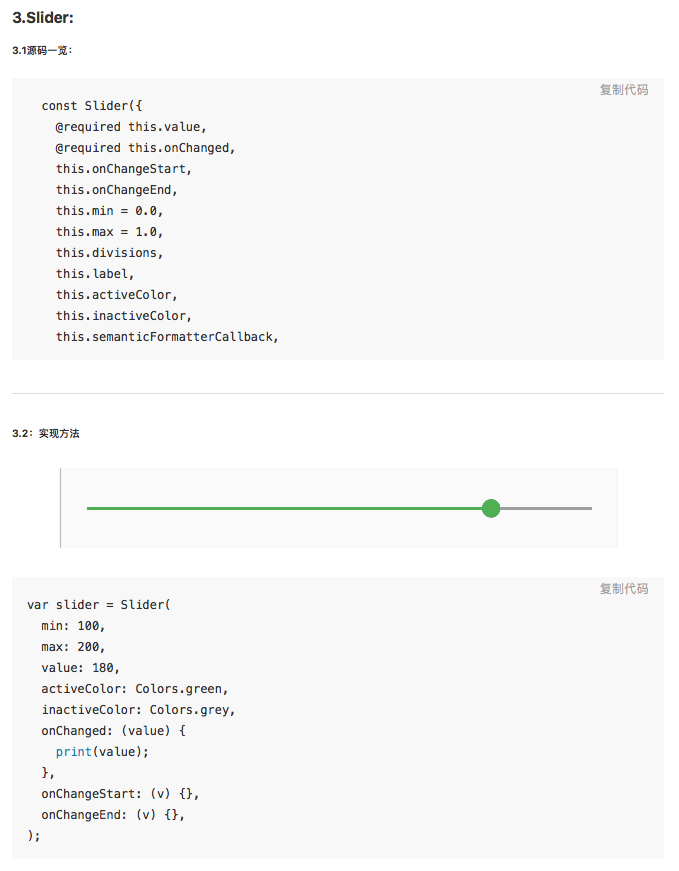 3.Slider:
3.1源码一览：
复制代码
const Slider({
@required this.value,
@required this.onChanged,
this.onChangeStart,
this.onChangeEnd,
this.min = 0.0,
this.max = 1.0,
this.divisions,
this.label,
this.activeColor,
this.inactiveColor,
this.semanticFormatterCallback,
3.2：实现方法
复制代码
var slider = Slider(
min: 100,
max: 200,
value: 180,
activeColor: Colors.green,
inactiveColor: Colors.grey,
onChanged: (value) {
print(value);
},
onChangeStart: (v) {},
onChangeEnd: (v) {},
);